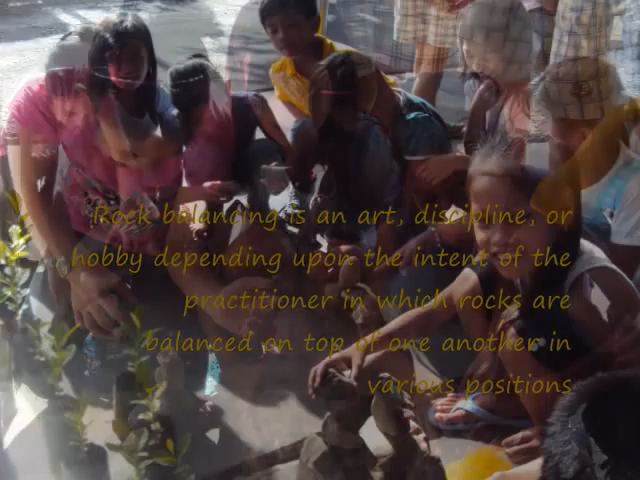 Rock balancing is an art, discipline, or
hobby depending upon the intent of the
practitioner in which rocks are
balanced on top of one another in
various positions